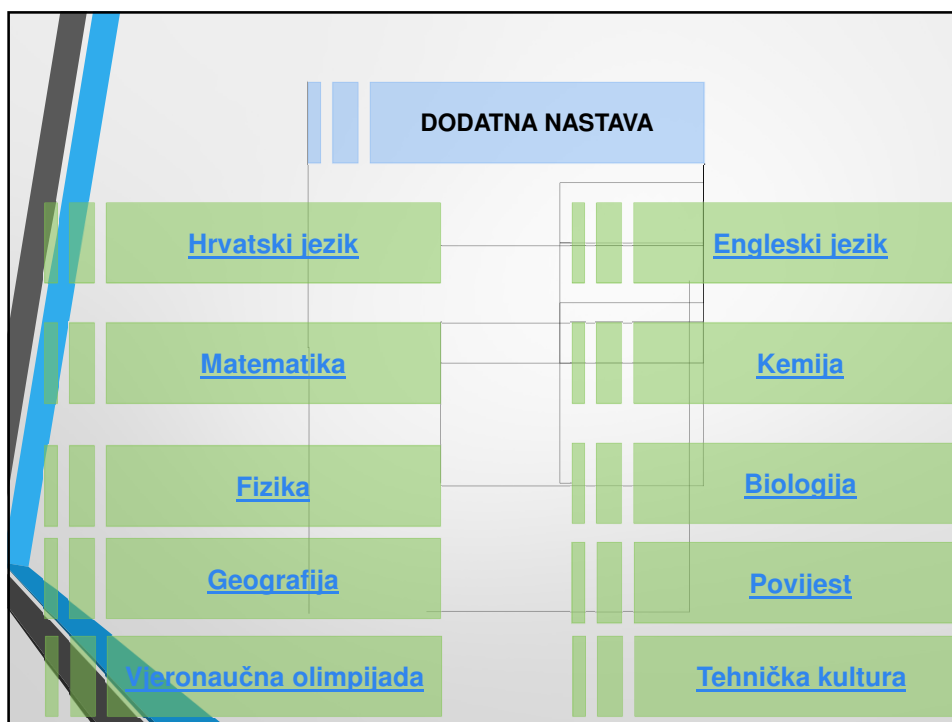 DODATNA NASTAVA
Hrvatski jezik
Engleski jezik
Matematika
Kemija
Fizika
Biologija
Geografija
Povijest
Vjeronaučna olimpijada
Tehnička kultura